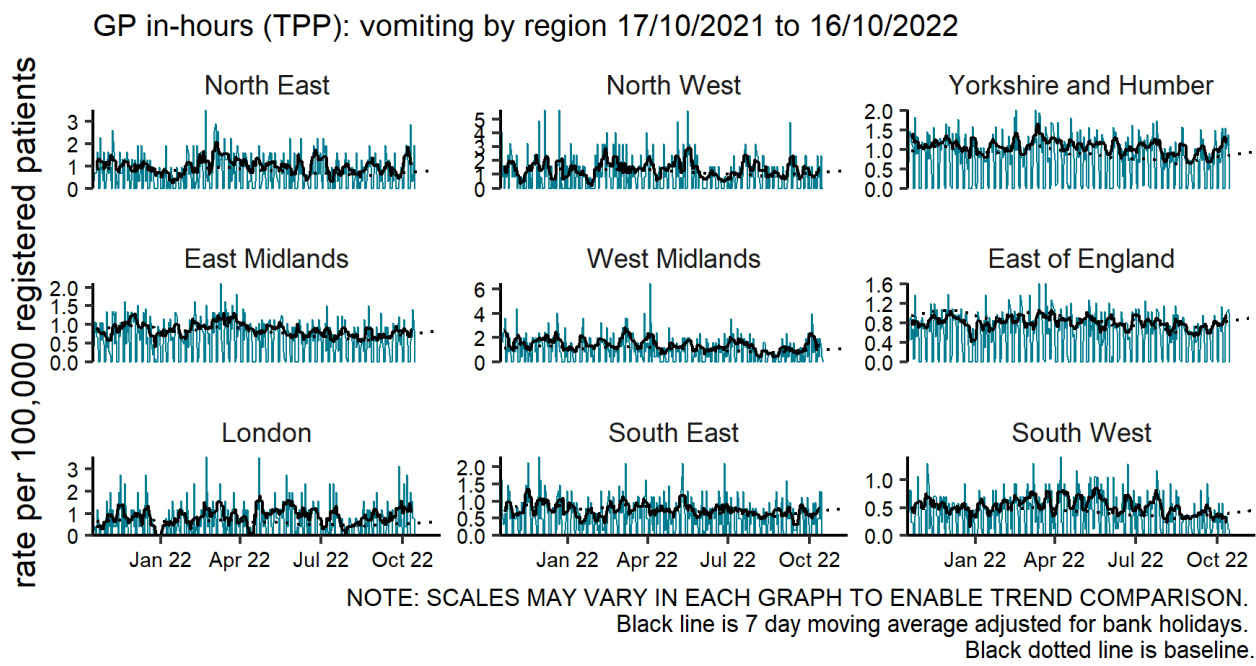 GP in-hours (TPP): vomiting by region 17/10/2021 to 16/10/2022
rate per 100,000 registered patients
North East
3
2
1
0
North West
5
4
3
2
1
0
Yorkshire and Humber
2.0
1.5
1.0
0.5
0.0
East Midlands
2.0
1.5
1.0
0.5
0.0
West Midlands
6
4
2
0
East of England
1.6
1.2
0.8
0.4
0.0
London
3
2
1
0
Jan 22 Apr 22 Jul 22 Oct 22
South East
2.0
1.5
1.0
0.5
0.0
Jan 22 Apr 22 Jul 22 Oct 22
South West
1.0
0.5
0.0
Jan 22 Apr 22 Jul 22 Oct 22
NOTE: SCALES MAY VARY IN EACH GRAPH TO ENABLE TREND COMPARISON.
Black line is 7 day moving average adjusted for bank holidays.
Black dotted line is baseline.